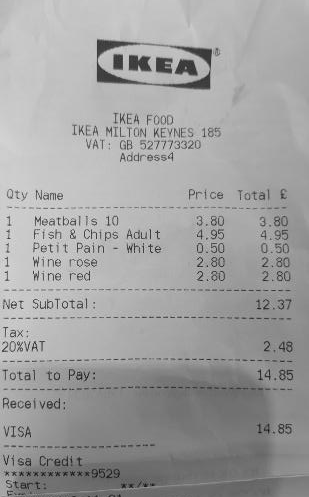 IKEA®
IKEA FOOD
IKEA MILTON KEYNES 185
VAT: GB 527773320
Address4
Qty Name Price Total £
1 Meatballs 10 3.80 3.80
1 Fish & Chips Adult 4.95 4.95
1 Petit Pain - White 0.50 0.50
1 Wine rose 2.80 2.80
1 Wine red 2.80 2.80
Net SubTotal: 12.37
Tax:
20%VAT 2.48
Total to Pay: 14.85
Received:
VISA 14.85
Visa Credit
************9529
Start: **/**